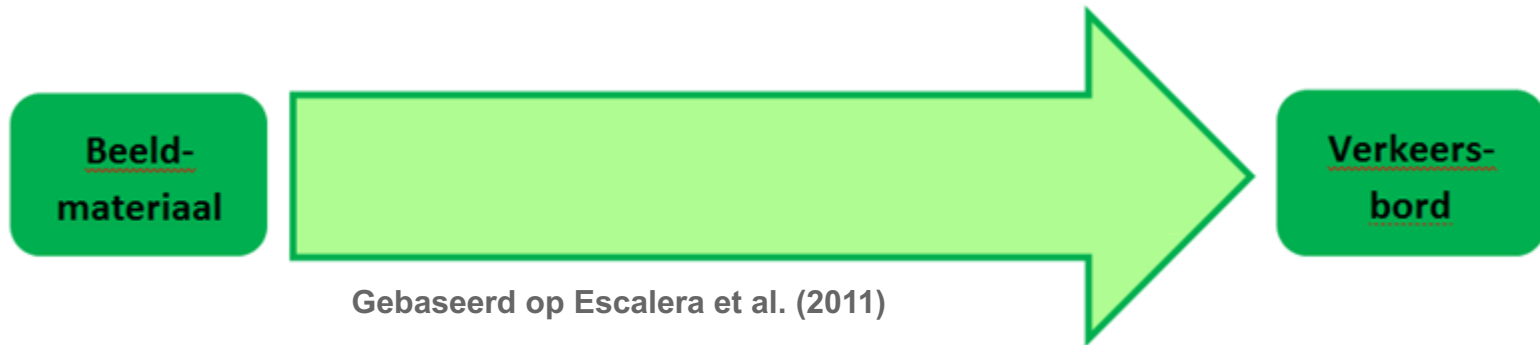 Beeld-
materiaal
Verkeers-
bord
Gebaseerd op Escalera et al. (2011)